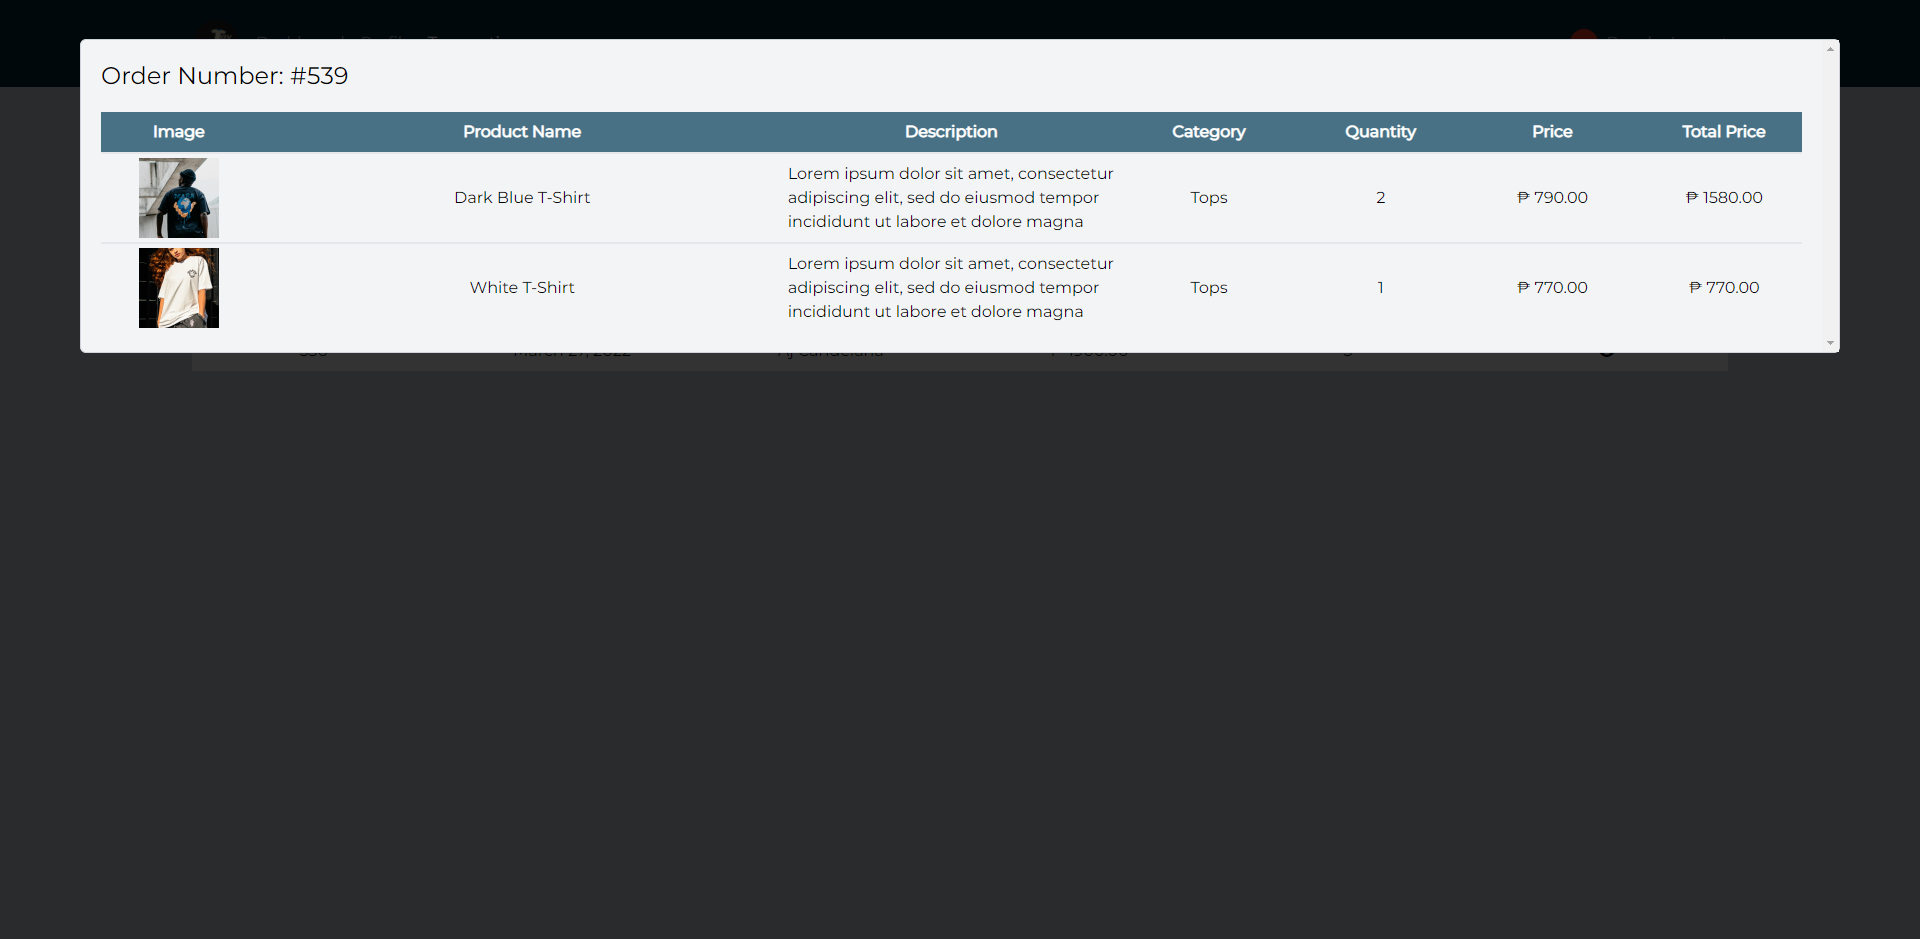 Order Number: #539
Image Product Name Description Category Quantity Price Total Price
Dark Blue T-Shirt
Lorem ipsum dolor sit amet, consectetur
adipiscing elit, sed do eiusmod tempor
incididunt ut labore et dolore magna
Tops 2 ₱ 790.00 ₱ 1580.00
White T-Shirt
Lorem ipsum dolor sit amet, consectetur
adipiscing elit, sed do eiusmod tempor
incididunt ut labore et dolore magna
Tops 1 ₱ 770.00 ₱ 770.00
March 27, 2022